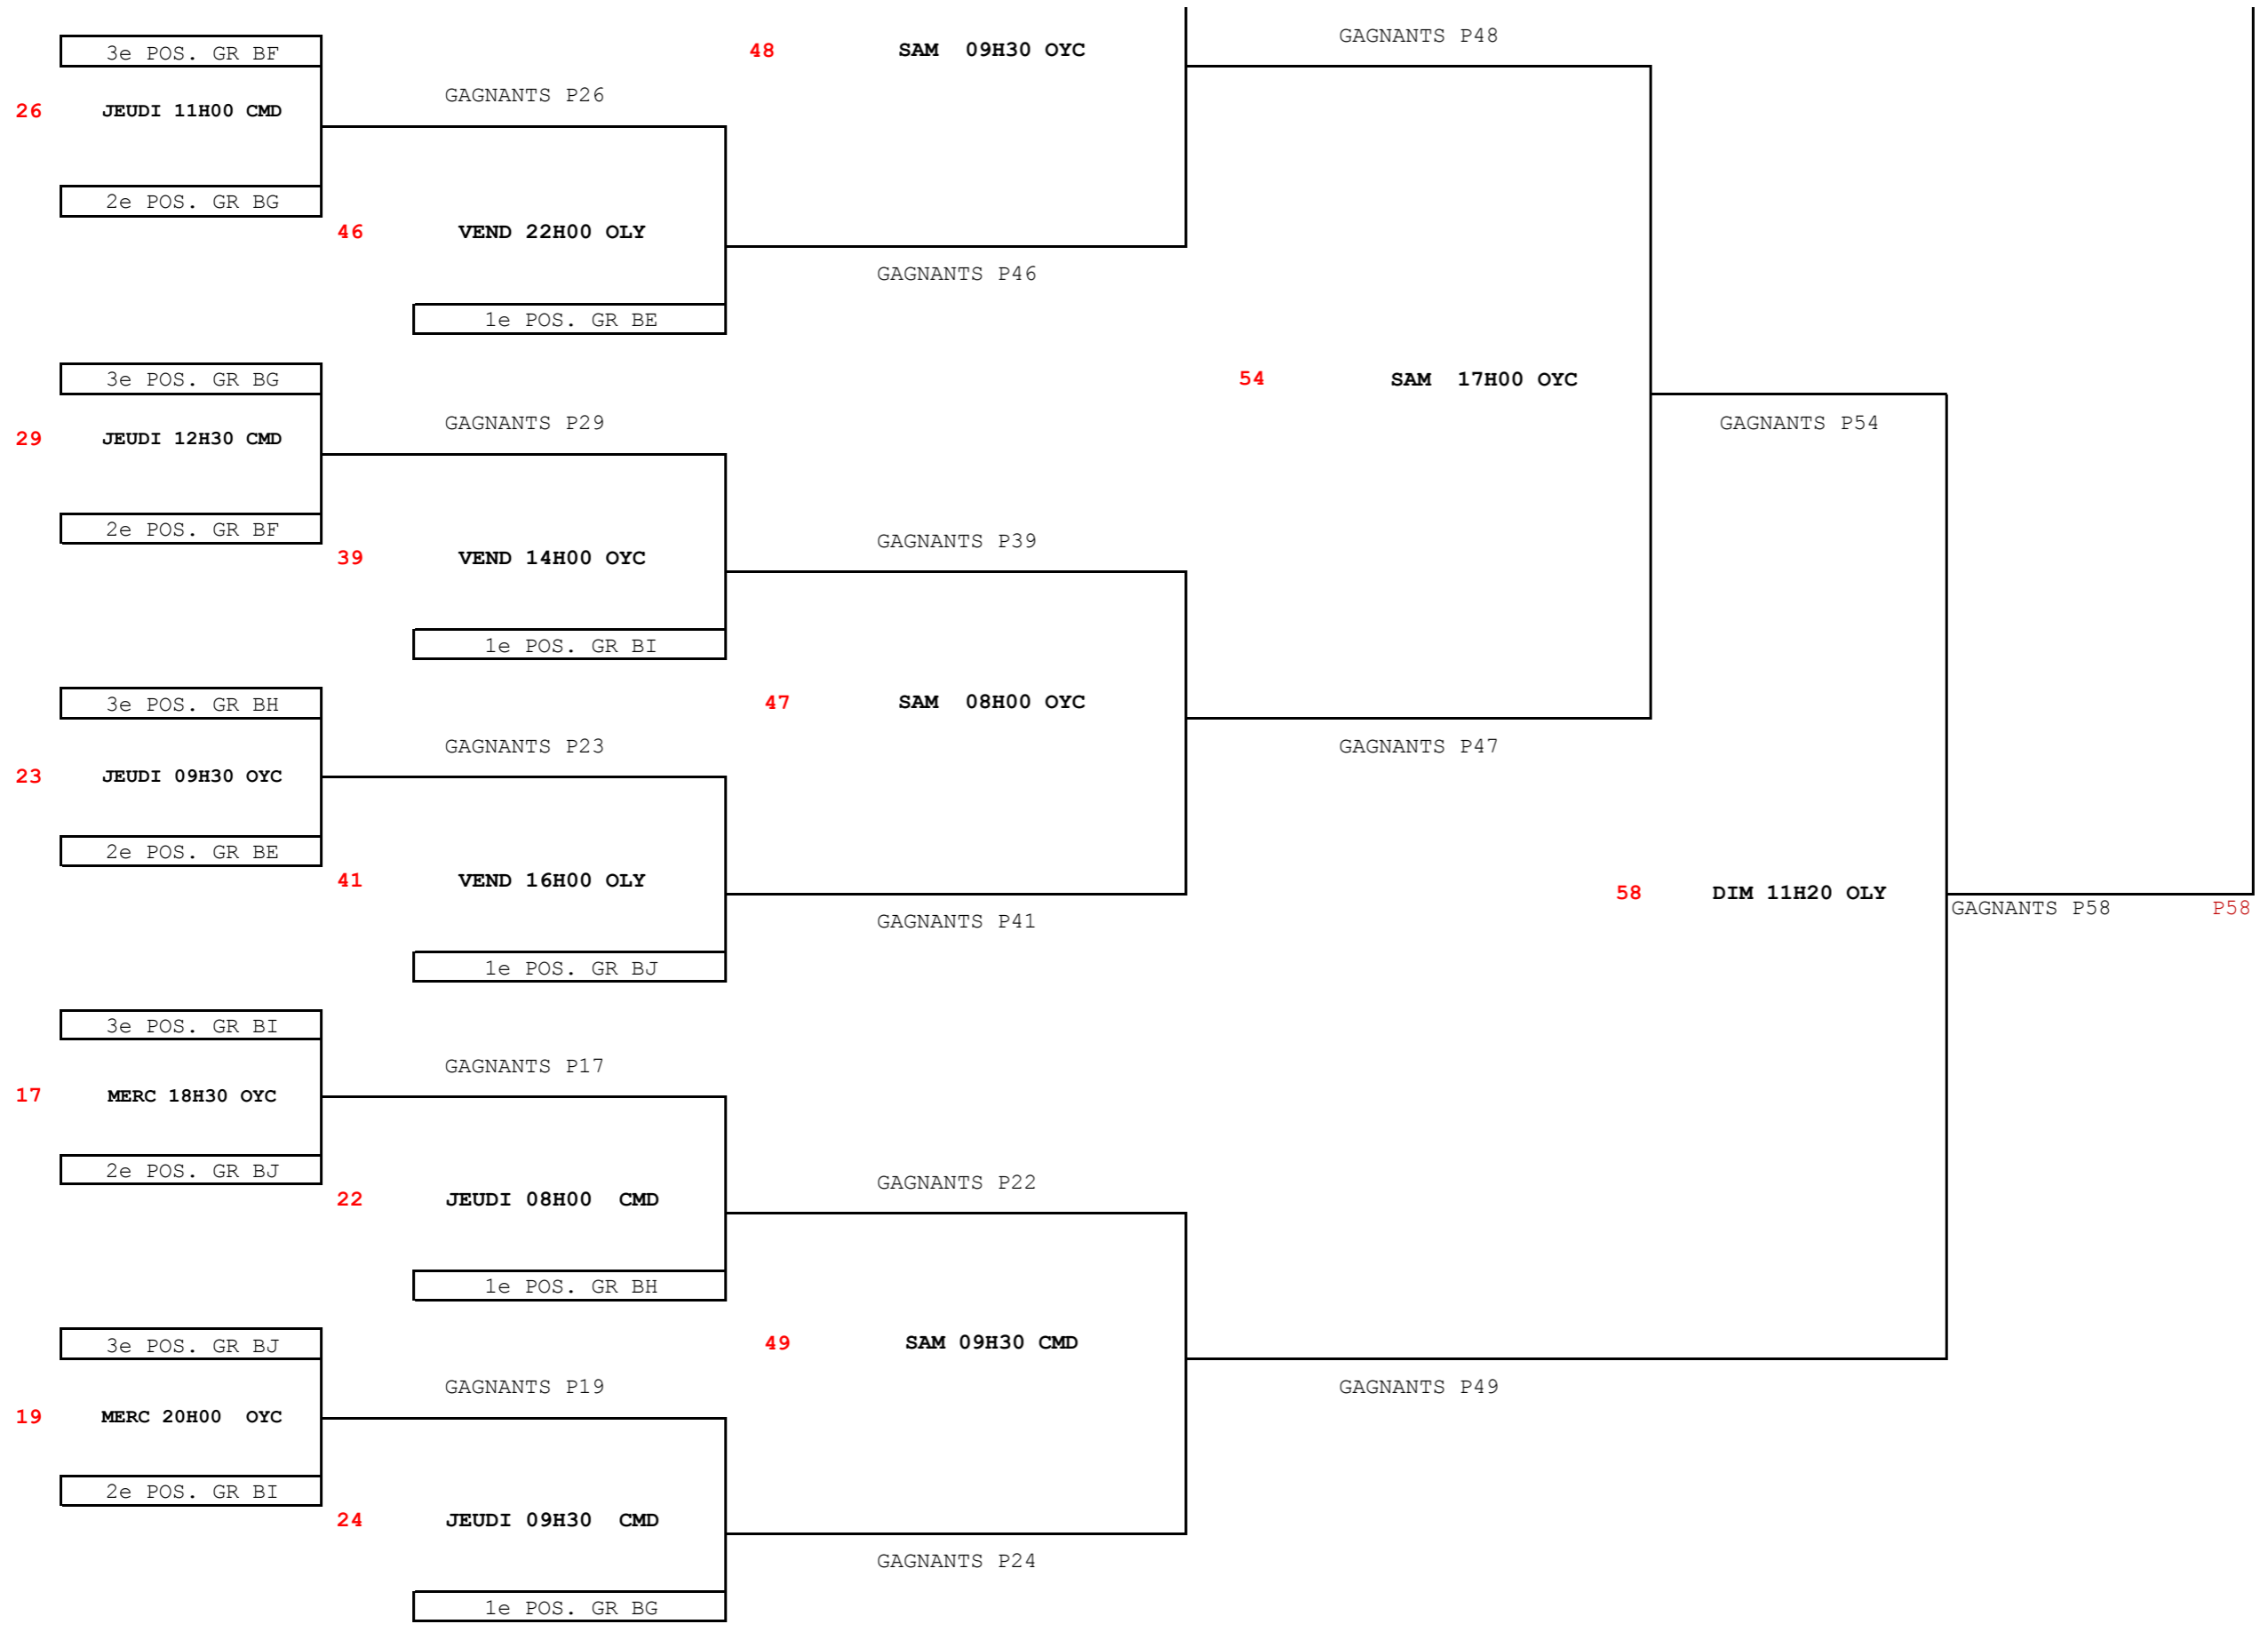 GAGNANTS P48
3e POS. GR BF
48 SAM 09H30 OYC
GAGNANTS P26
26 JEUDI 11H00 CMD
2e POS. GR BG
46 VEND 22H00 OLY
GAGNANTS P46
1e POS. GR BE
3e POS. GR BG
54 SAM 17H00 OYC
GAGNANTS P29
GAGNANTS P54
29 JEUDI 12H30 CMD
2e POS. GR BF
GAGNANTS P39
39 VEND 14H00 OYC
1e POS. GR BI
3e POS. GR BH
47 SAM 08H00 OYC
GAGNANTS P23
GAGNANTS P47
23 JEUDI 09H30 OYC
2e POS. GR BE
41 VEND 16H00 OLY
58 DIM 11H20 OLY
GAGNANTS P58 P58
GAGNANTS P41
1e POS. GR BJ
3e POS. GR BI
GAGNANTS P17
17 MERC 18H30 OYC
2e POS. GR BJ
GAGNANTS P22
22 JEUDI 08H00 CMD
1e POS. GR BH
3e POS. GR BJ
49 SAM 09H30 CMD
GAGNANTS P19
GAGNANTS P49
19 MERC 20H00 OYC
2e POS. GR BI
24 JEUDI 09H30 CMD
GAGNANTS P24
1e POS. GR BG